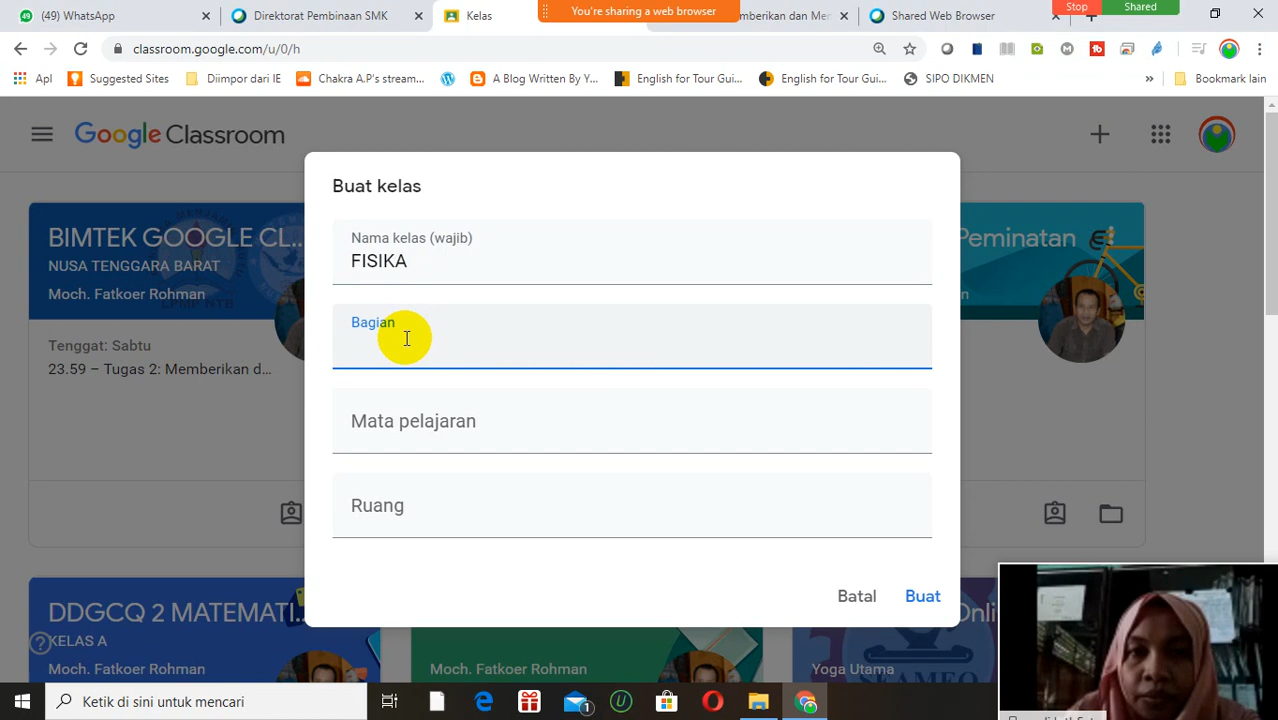 (49) WhatsApp
Direktorat Pembinaan SMK
Kelas
You're sharing a web browser
Shared Web Browser
Stop
Shared
classroom.google.com/u/0/h
Apl
Suggested Sites
Diimpor dari IE
Chakra A.P's stream...
A Blog Written By Y...
English for Tour Gui...
English for Tour Gui...
SIPO DIKMEN
»
Bookmark lain
Google Classroom
Buat kelas
Nama kelas (wajib)
FISIKA
Bagian
Mata pelajaran
Ruang
Batal
Buat
BIMTEK GOOGLE CL...
NUSA TENGGARA BARAT
Moch. Fatkoer Rohman
Tenggat: Sabtu
23.59 – Tugas 2: Memberikan d...
Peminatan
DDGCQ 2 MATEMATI...
KELAS A
Moch. Fatkoer Rohman
Moch. Fatkoer Rohman
Yoga Utama
SEAMEO
Ketik di sini untuk mencari